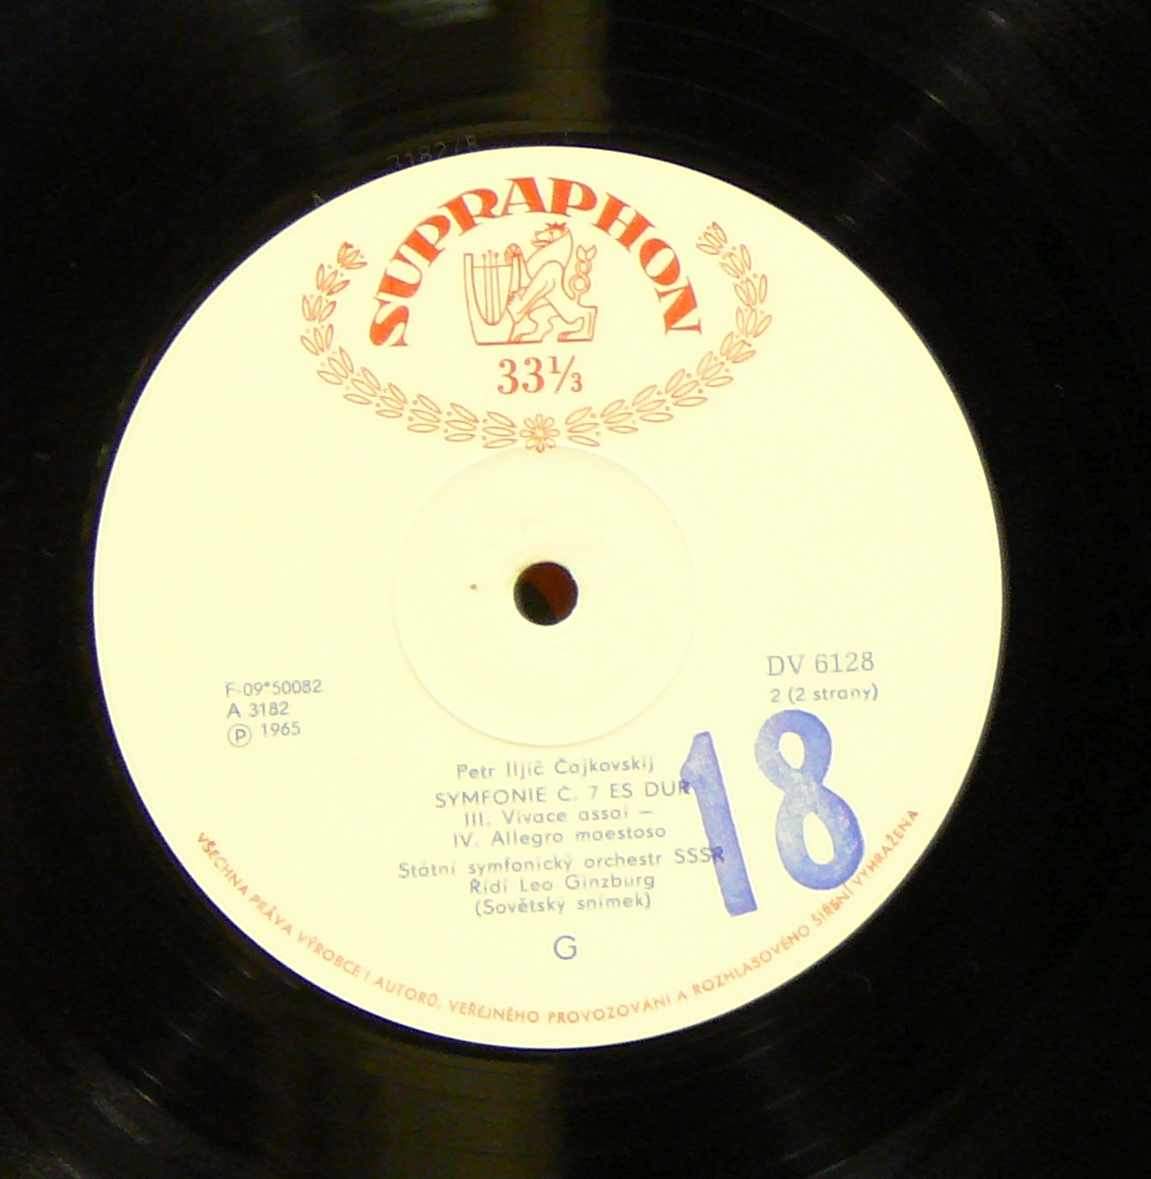 3182/B
SUPRAPHON
33⅓
F-09*50082
A 3182
Ⓟ 1965
DV 6128
2 (2 strany)
18
Petr Iljič Čajkovskij
SYMFONIE Č. 7 ES DUR
III. Vivace assai –
IV. Allegro maestoso
Státní symfonický orchestr SSSR
Řídí Leo Ginzburg
(Sovětský snímek)
G
VŠECHNA PRÁVA VÝROBCE I AUTORŮ, VEŘEJNÉHO PROVOZOVÁNÍ A ROZHLASOVÉHO ŠÍŘENÍ VYHRAŽENA